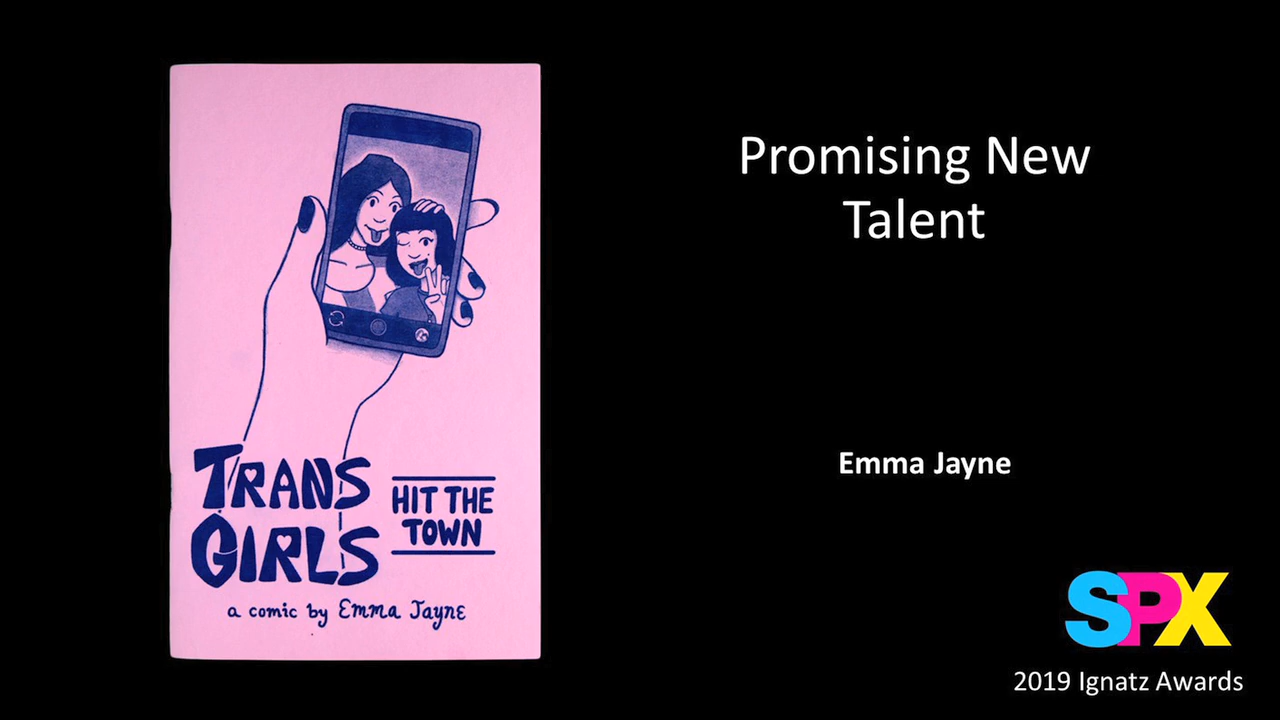 TRANS
GIRLS
HIT THE
TOWN
a comic by Emma Jayne
Promising New
Talent
Emma Jayne
SPX
2019 Ignatz Awards